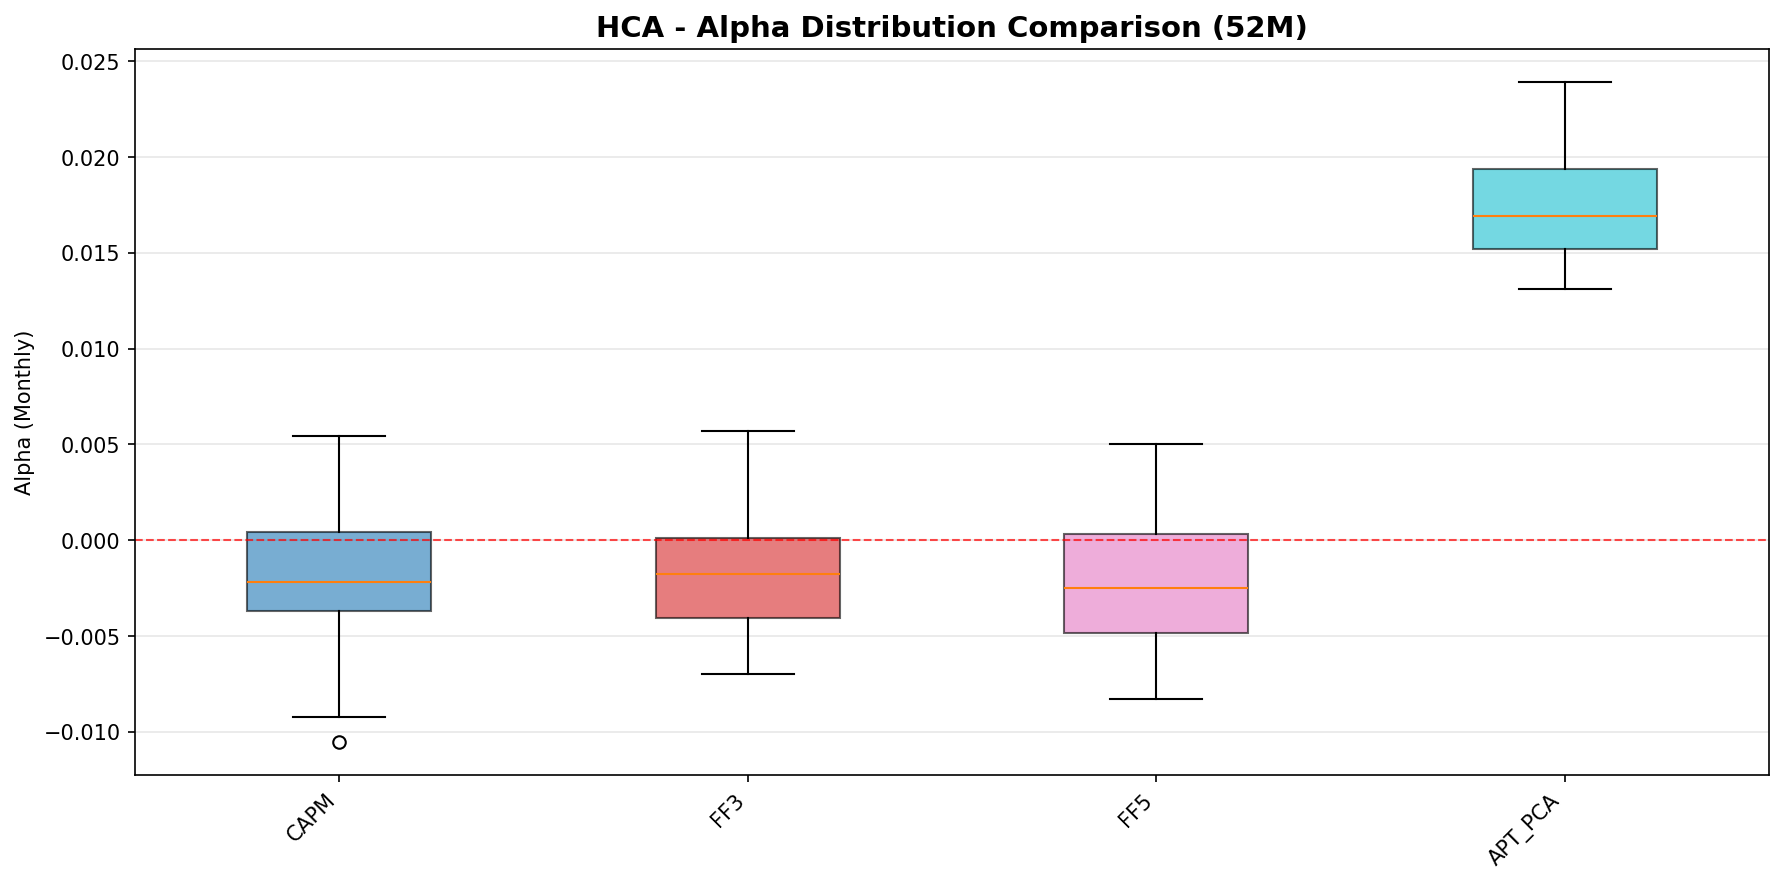 HCA - Alpha Distribution Comparison (52M)
Alpha (Monthly)
0.025
0.020
0.015
0.010
0.005
0.000
−0.005
−0.010
CAPM
FF3
FF5
APT_PCA